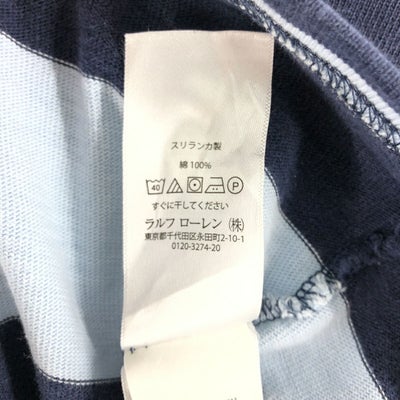 スリランカ製
綿 100%
40 P
すぐに干してください
ラルフ ローレン (株)
東京都千代田区永田町2-10-1
0120-3274-20